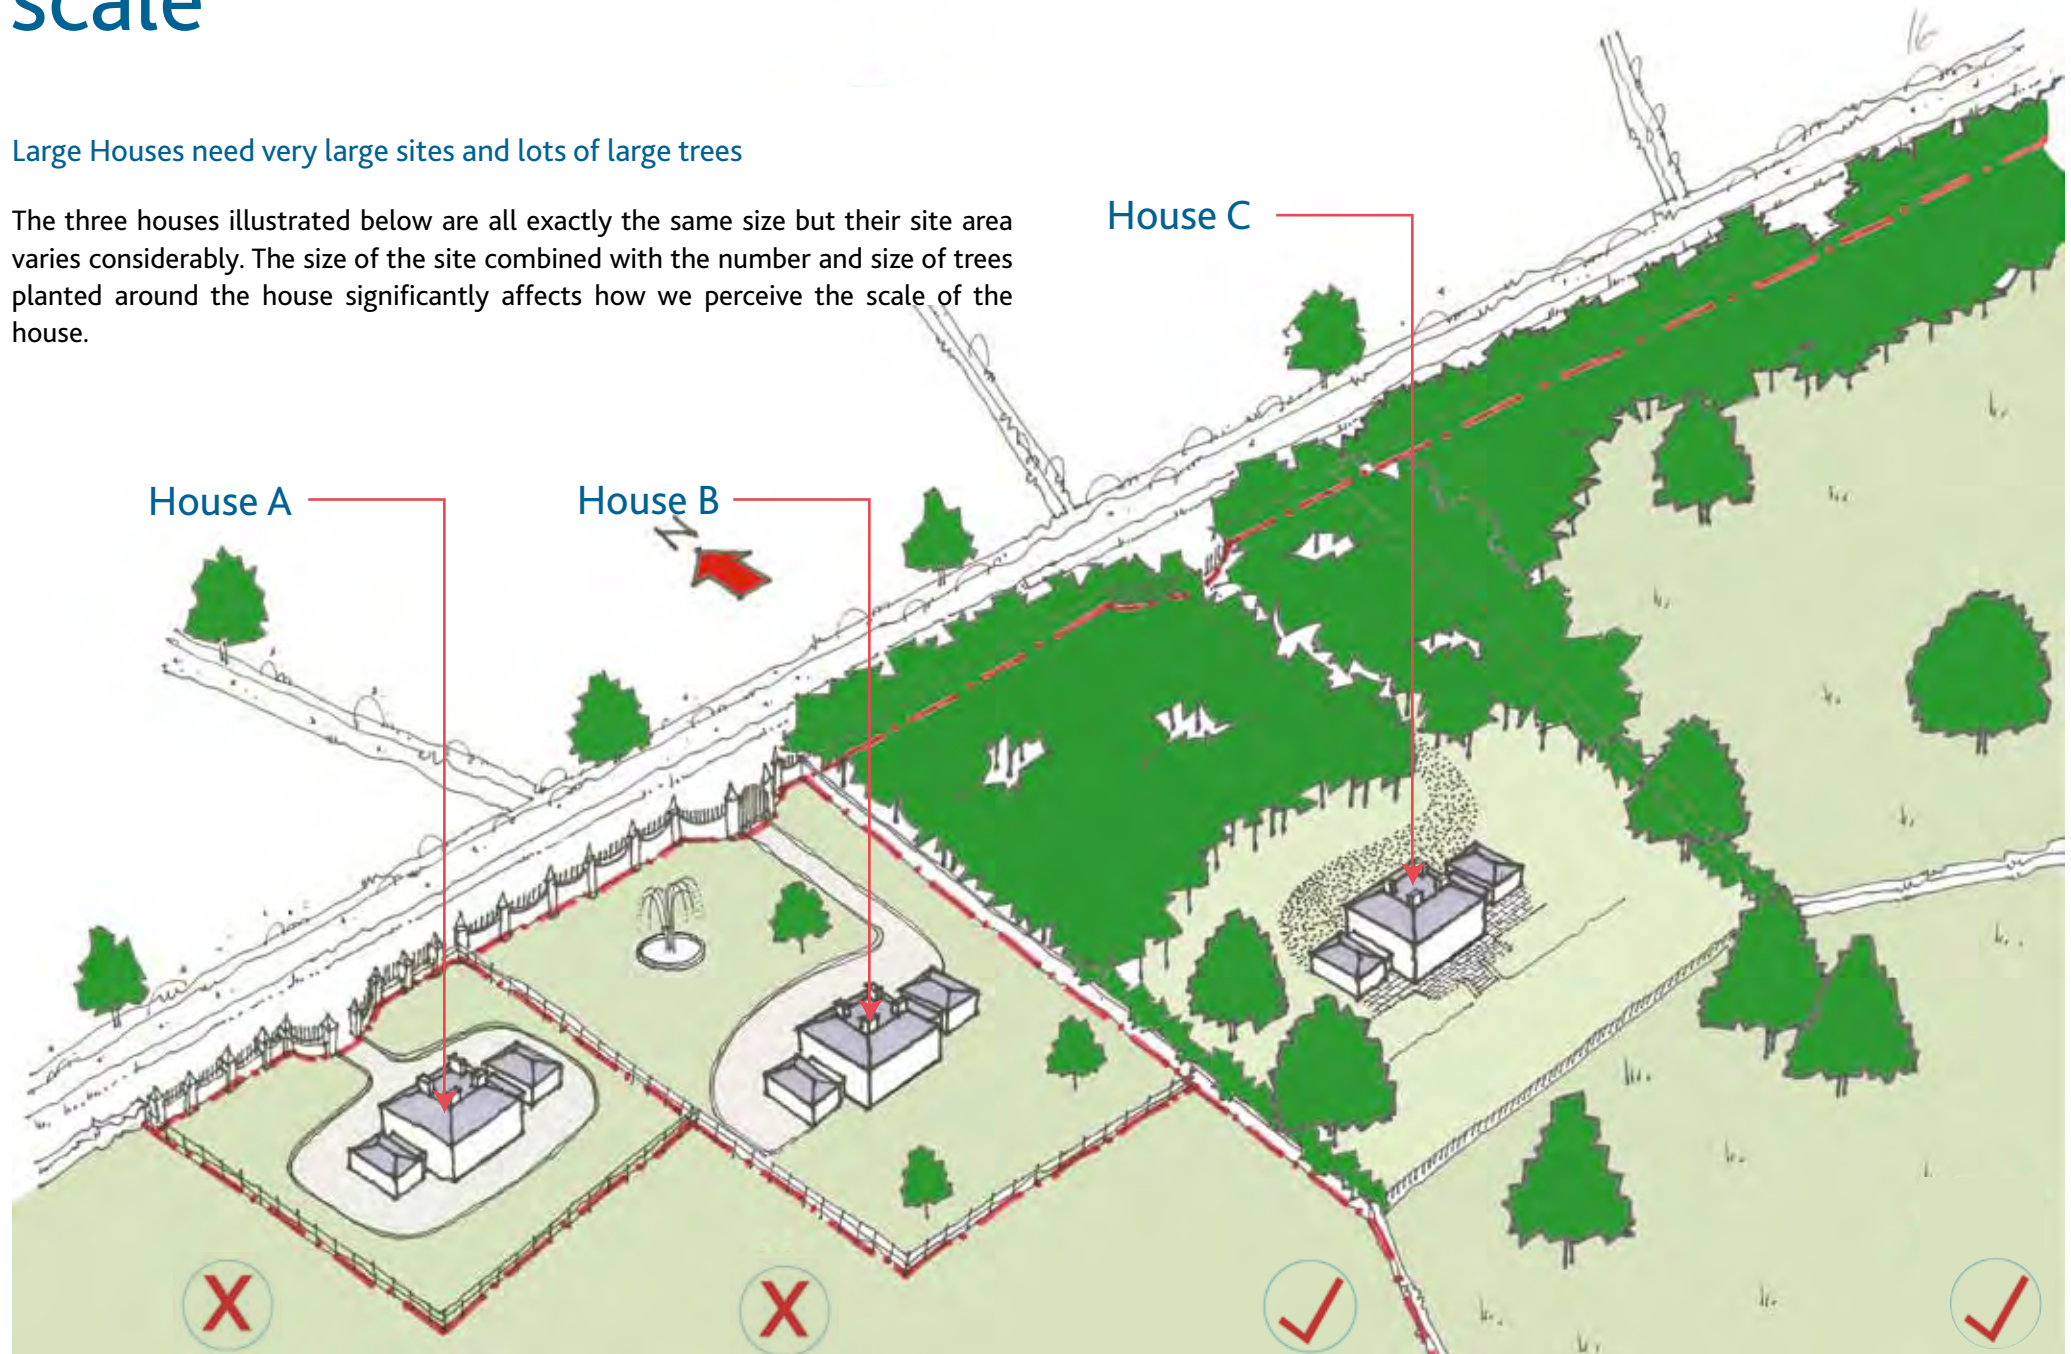 scale
Large Houses need very large sites and lots of large trees
The three houses illustrated below are all exactly the same size but their site area
varies considerably. The size of the site combined with the number and size of trees
planted around the house significantly affects how we perceive the scale of the
house.
House C
House A
House B
N
X
X